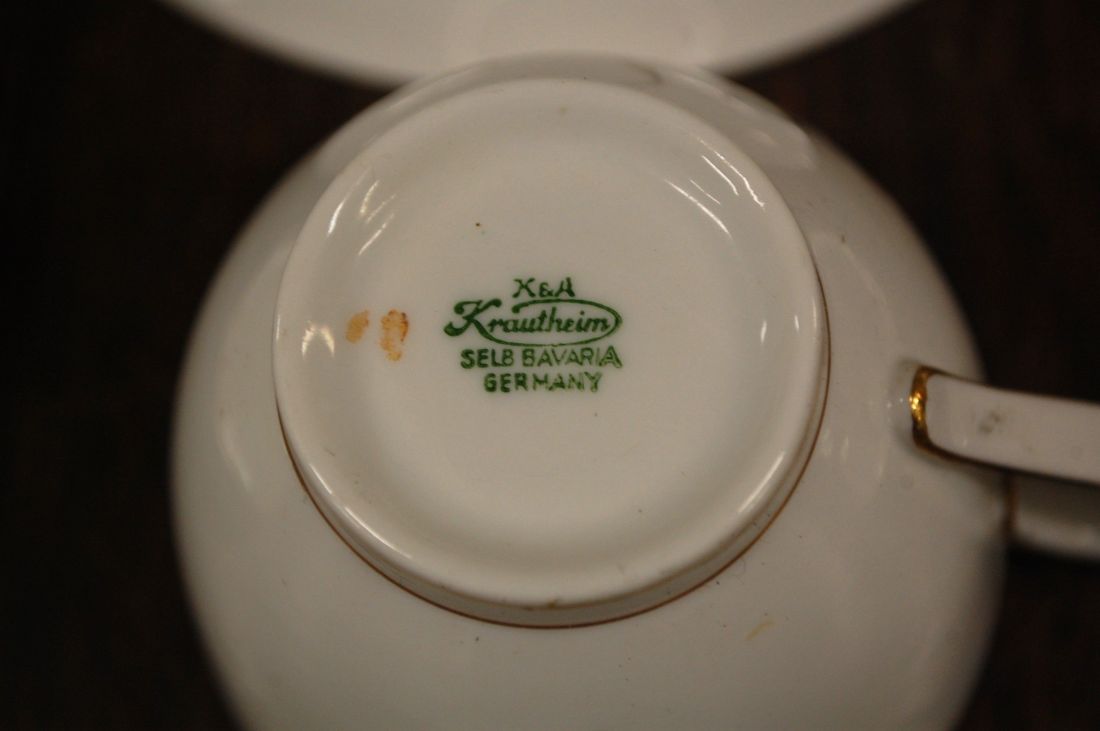 K&A
Krautheim
SELB BAVARIA
GERMANY